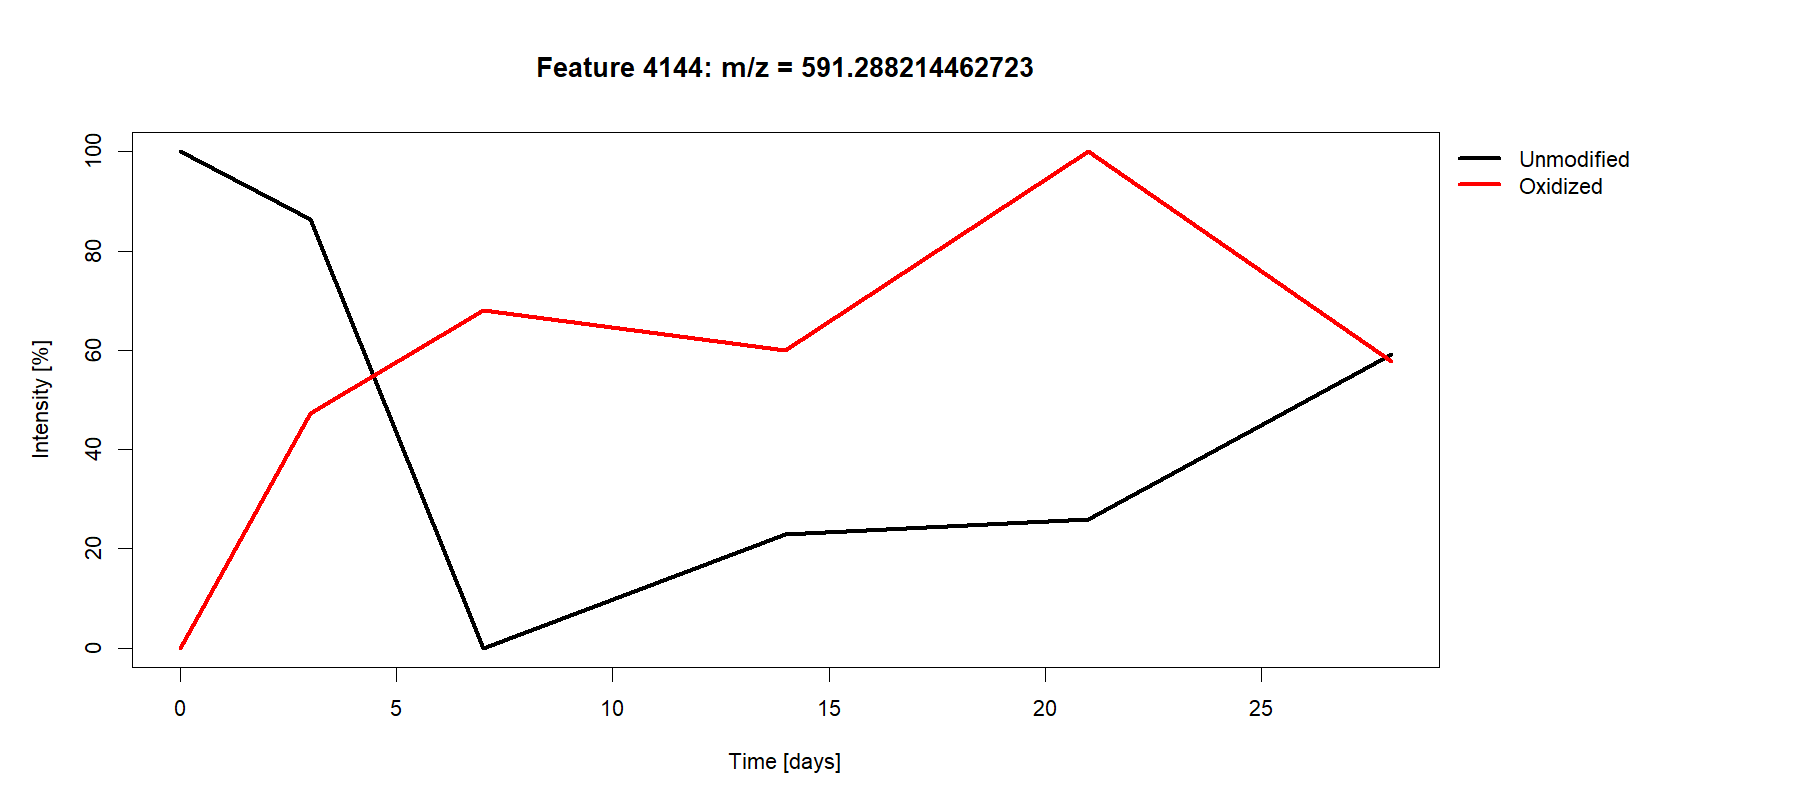 Feature 4144: m/z = 591.288214462723
Unmodified
Oxidized
Intensity [%]
100
80
60
40
20
0
0 5 10 15 20 25
Time [days]